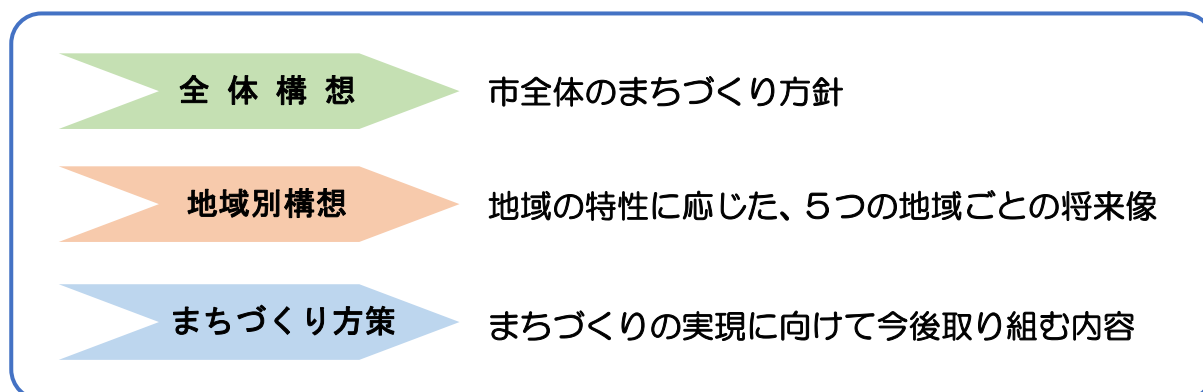 全体構想 市全体のまちづくり方針
地域別構想 地域の特性に応じた、５つの地域ごとの将来像
まちづくり方策 まちづくりの実現に向けて今後取り組む内容